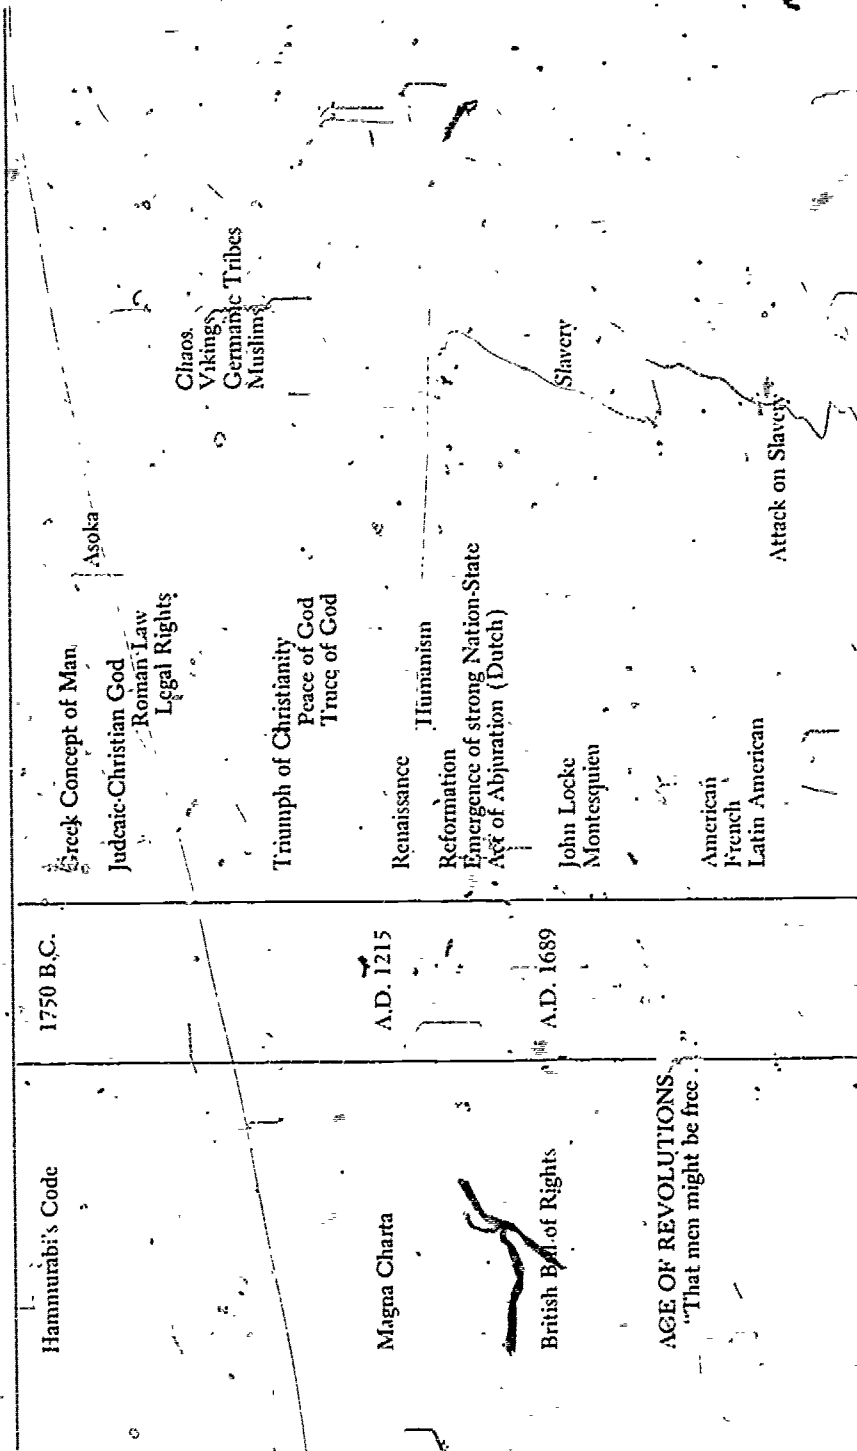 Hammurabi's Code
1750 B.C.
Greek Concept of Man
Asoka
Judeaic-Christian God
Roman Law
Legal Rights
Chaos
Vikings
Germanic Tribes
Muslims
Triumph of Christianity
Peace of God
Truce of God
Magna Charta
A.D. 1215
Renaissance
Humanism
Reformation
Emergence of strong Nation-State
Act of Abjuration (Dutch)
British Bill of Rights
A.D. 1689
John Locke
Montesquieu
Slavery
AGE OF REVOLUTIONS
"That men might be free . . ."
American
French
Latin American
Attack on Slavery